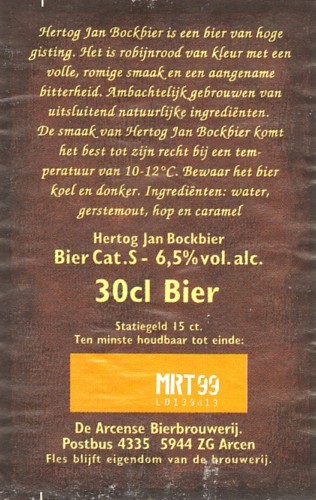 Hertog Jan Bockbier is een bier van hoge
gisting. Het is robijnrood van kleur met een
volle, romige smaak en een aangename
bitterheid. Ambachtelijk gebrouwen van
uitsluitend natuurlijke ingrediënten.
De smaak van Hertog Jan Bockbier komt
het best tot zijn recht bij een tem-
peratuur van 10-12°C. Bewaar het bier
koel en donker. Ingrediënten: water,
gerstemout, hop en caramel
Hertog Jan Bockbier
Bier Cat.S- 6,5% vol. alc.
30cl Bier
Statiegeld 15 ct.
Ten minste houdbaar tot einde:
MRT 99
De Arcense Bierbrouwerij.
Postbus 4335 5944 ZG Arcen
Fles blijft eigendom van de brouwerij.